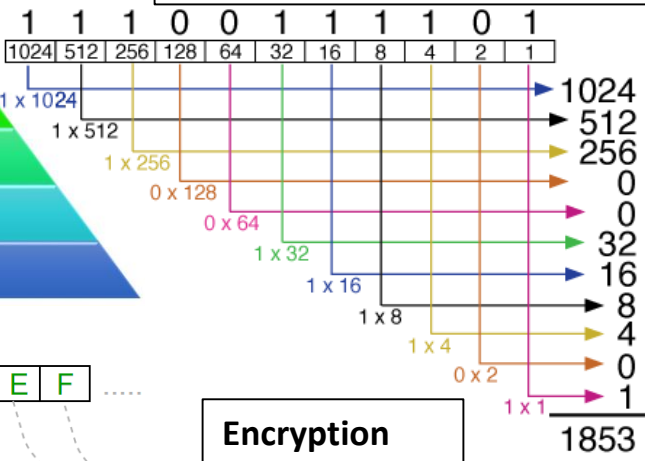 1 1 1 0 0 1 1 1 1 0 1
1024 512 256 128 64 32 16 8 4 2 1
1 x 1024 1024
1 x 512 512
1 x 256 256
0 x 128 0
0 x 64 0
1 x 32 32
1 x 16 16
1 x 8 8
1 x 4 4
0 x 2 0
1 x 1 1
1853
E F .....
Encryption